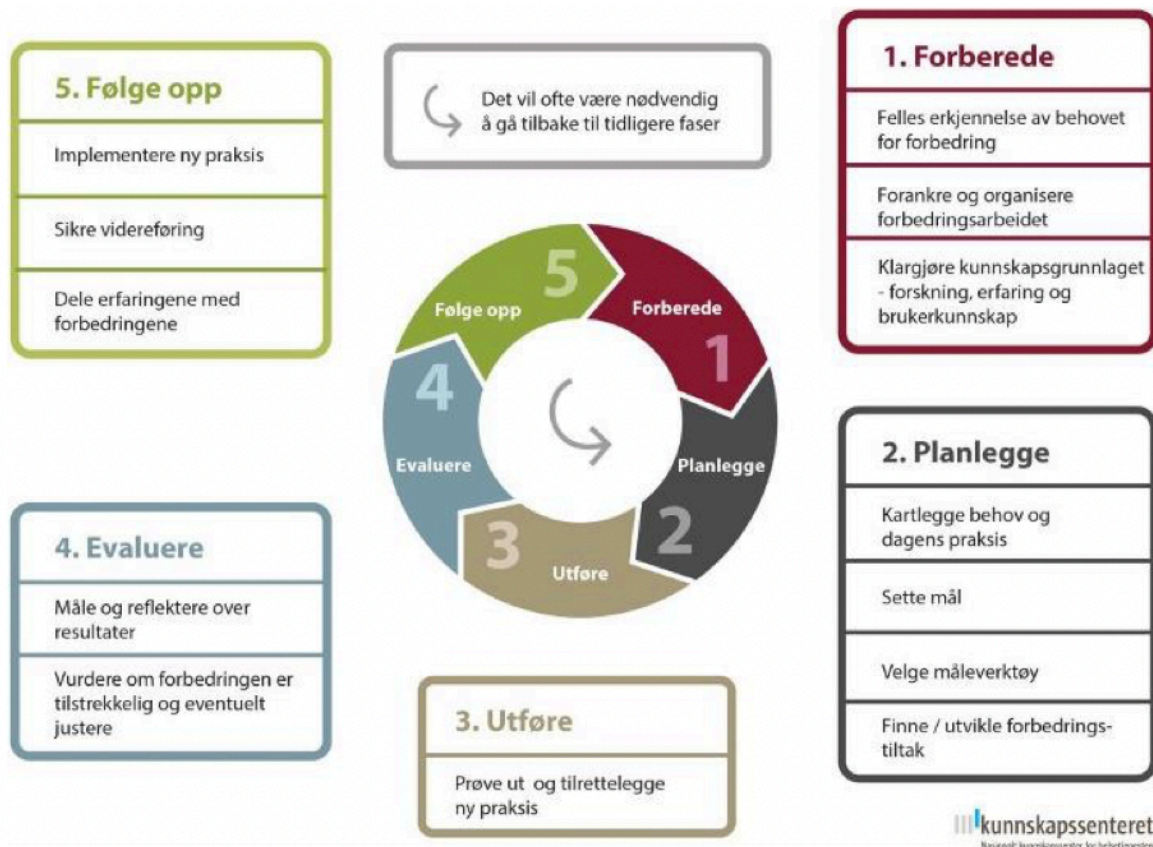 5. Følge opp
Implementere ny praksis
Sikre videreføring
Dele erfaringene med
forbedringene
Det vil ofte være nødvendig
å gå tilbake til tidligere faser
1. Forberede
Felles erkjennelse av behovet
for forbedring
Forankre og organisere
forbedringsarbeidet
Klargjøre kunnskapsgrunnlaget
- forskning, erfaring og
brukerkunnskap
5
Følge opp
Forberede
1
4
Evaluere
Planlegge
2
3
Utføre
2. Planlegge
Kartlegge behov og
dagens praksis
Sette mål
Velge måleverktøy
Finne / utvikle forbedrings-
tiltak
4. Evaluere
Måle og reflektere over
resultater
Vurdere om forbedringen er
tilstrekkelig og eventuelt
justere
3. Utføre
Prøve ut og tilrettelegge
ny praksis
kunnskapssenteret
Nasjonalt kunnskapssenter for helsetjenesten